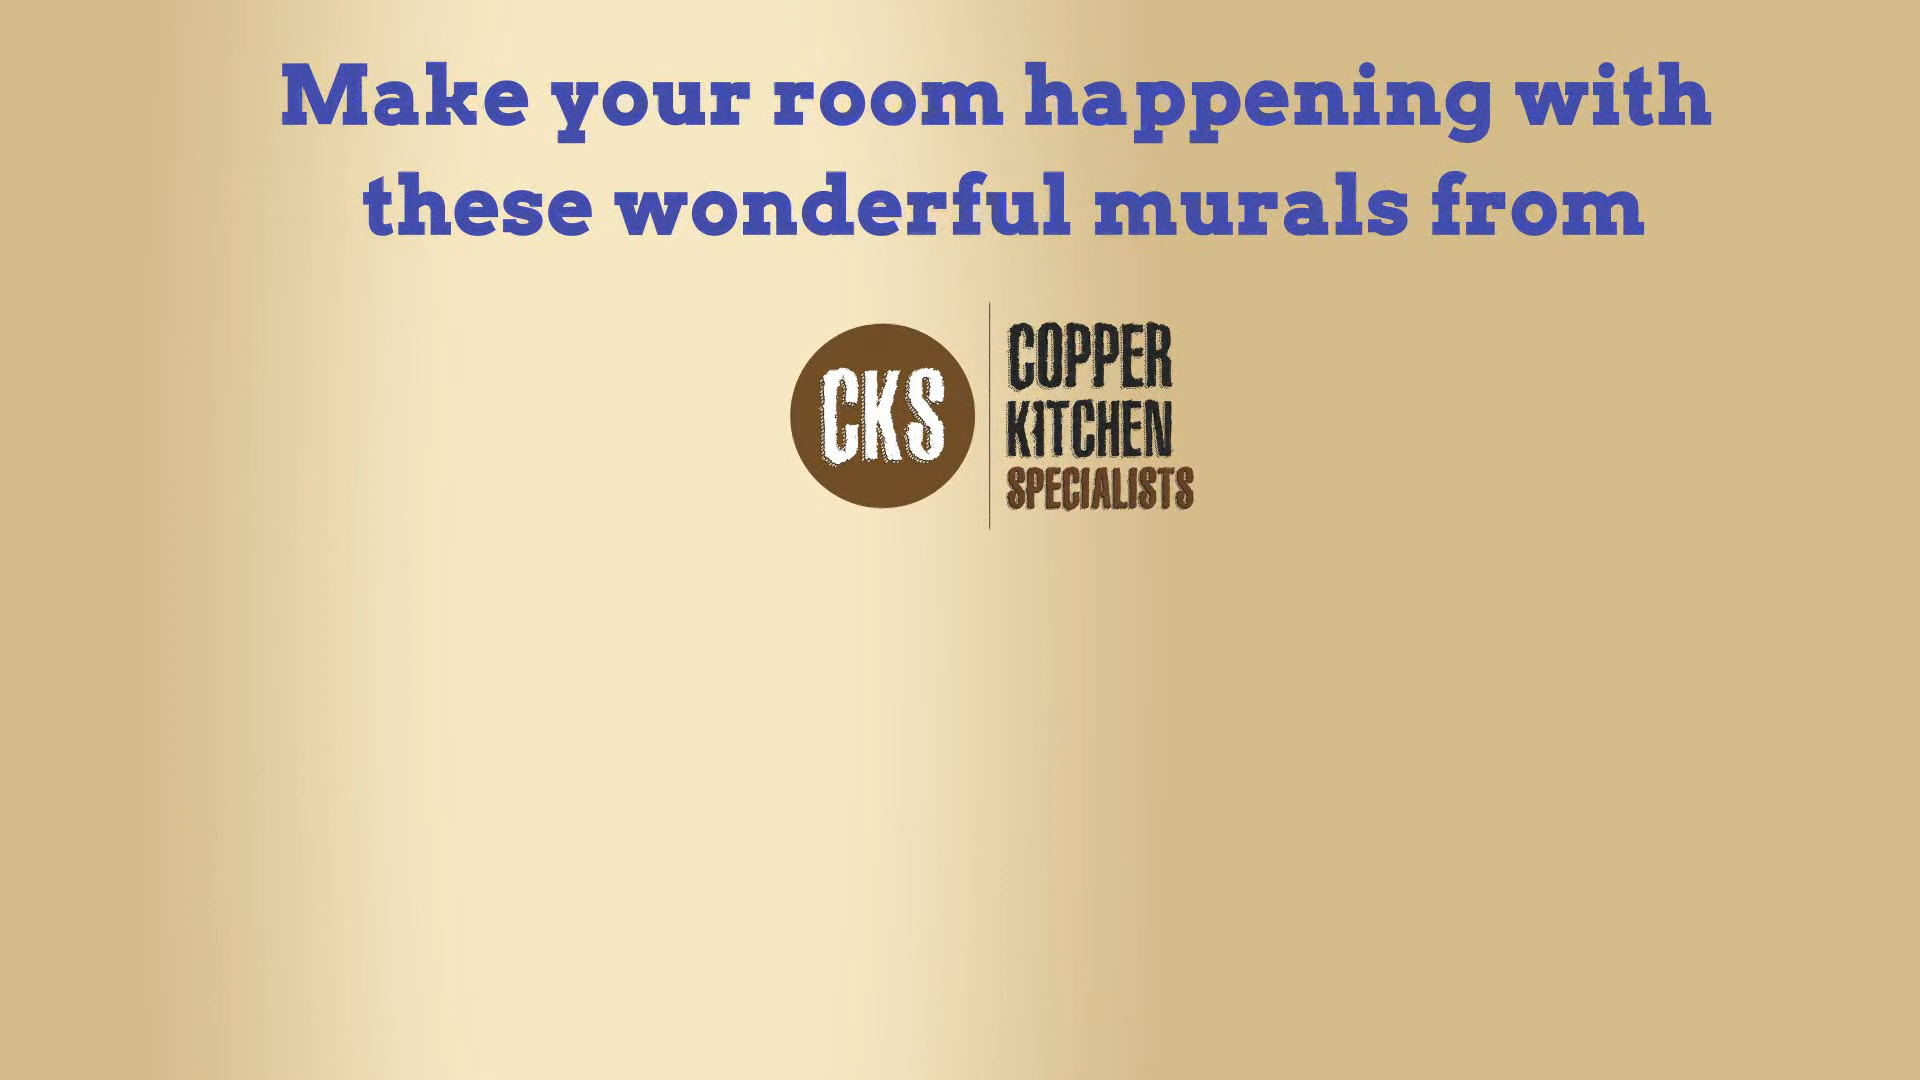 Make your room happening with
these wonderful murals from
CKS
COPPER
KITCHEN
SPECIALISTS